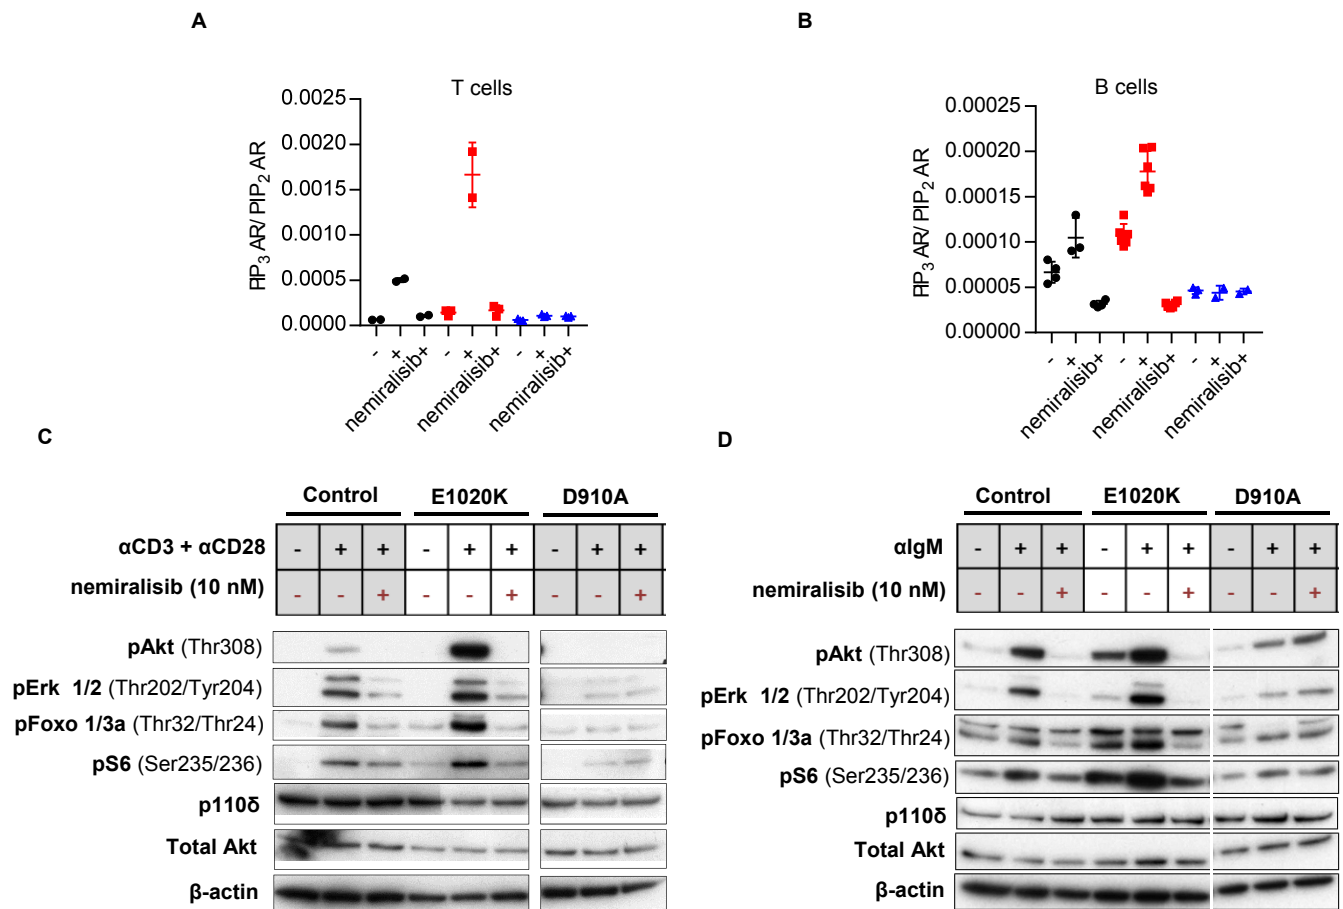 A
B
T cells
0.0025
0.0020
0.0015
0.0010
0.0005
0.0000
PIP3 AR/ PIP2 AR
- + nemiralisib+ - + nemiralisib+ - + nemiralisib+
B cells
0.00025
0.00020
0.00015
0.00010
0.00005
0.00000
PIP3 AR/ PIP2 AR
- + nemiralisib+ - + nemiralisib+ - + nemiralisib+
C
Control E1020K D910A
αCD3 + αCD28 - + + - + + - + +
nemiralisib (10 nM) - - + - - + - - +
pAkt (Thr308)
pErk 1/2 (Thr202/Tyr204)
pFoxo 1/3a (Thr32/Thr24)
pS6 (Ser235/236)
p110δ
Total Akt
β-actin
D
Control E1020K D910A
αIgM - + + - + + - + +
nemiralisib (10 nM) - - + - - + - - +
pAkt (Thr308)
pErk 1/2 (Thr202/Tyr204)
pFoxo 1/3a (Thr32/Thr24)
pS6 (Ser235/236)
p110δ
Total Akt
β-actin